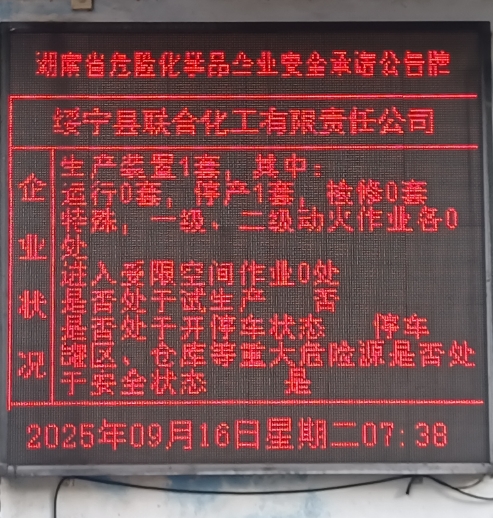 湖南省危险化学品企业安全承诺公告牌
绥宁县联合化工有限责任公司
企业状况
生产装置1套，其中：
运行0套，停产1套，检修0套
特殊，一级、二级动火作业各0
处
进入受限空间作业0处
是否处于试生产 否
是否处于开停车状态 停车
罐区、仓库等重大危险源是否处
于安全状态 是
2025年09月16日星期二07:38